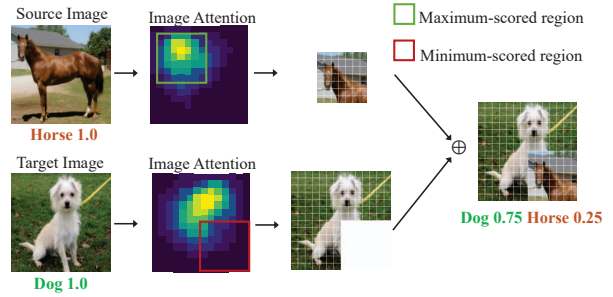 Source Image
Image Attention
Maximum-scored region
Minimum-scored region
Horse 1.0
Target Image
Image Attention
Dog 1.0
Dog 0.75 Horse 0.25